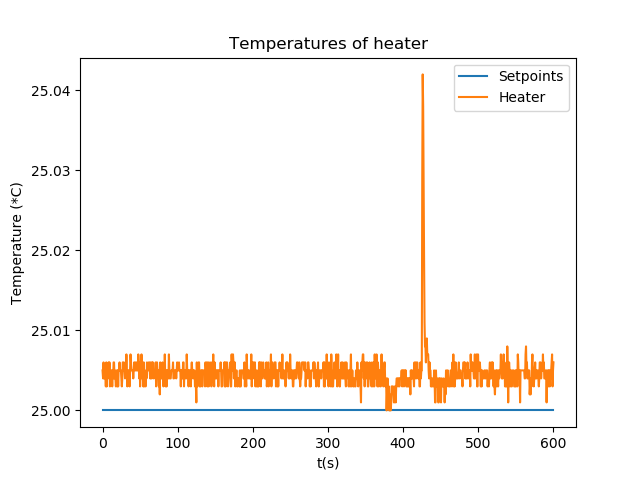 Temperatures of heater
Setpoints
Heater
25.04
25.03
25.02
25.01
25.00
Temperature (*C)
0 100 200 300 400 500 600
t(s)